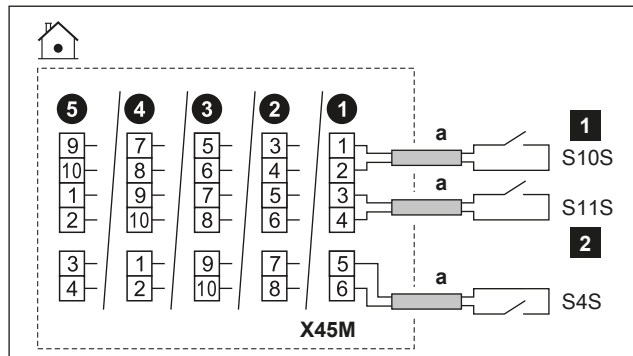 5 4 3 2 1
9 7 5 3 1
10 8 6 4 2
1 9 7 5 3
2 10 8 6 4
3 1 9 7 5
4 2 10 8 6
X45M
a
1
S10S
a
S11S
2
a
S4S